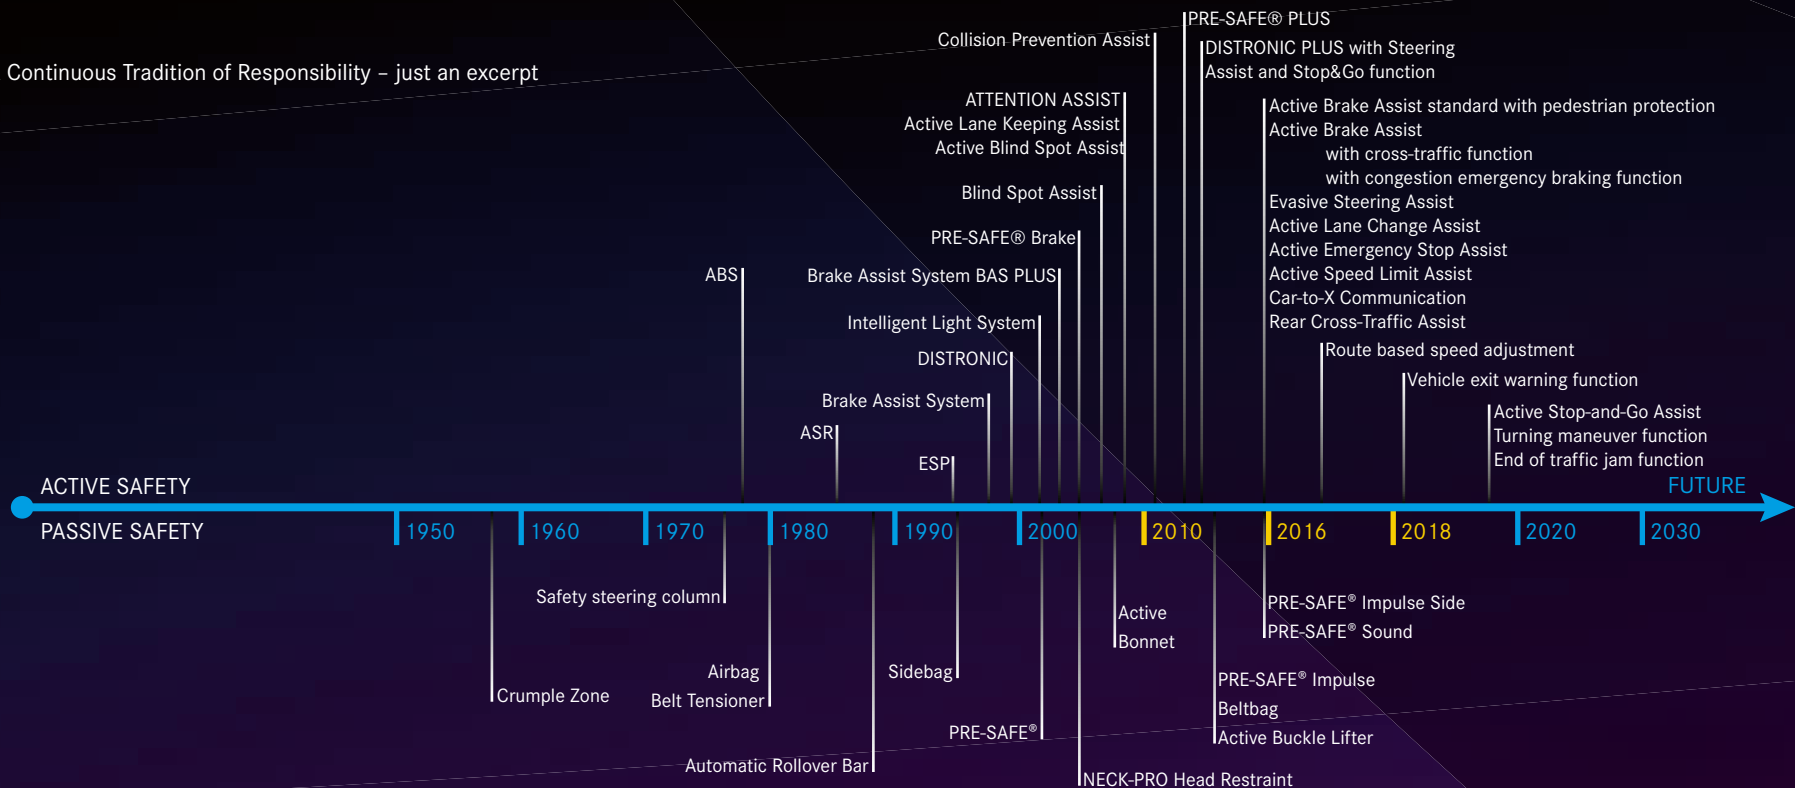 Continuous Tradition of Responsibility – just an excerpt
PRE-SAFE® PLUS
Collision Prevention Assist
DISTRONIC PLUS with Steering
Assist and Stop&Go function
ATTENTION ASSIST
Active Lane Keeping Assist
Active Blind Spot Assist
Active Brake Assist standard with pedestrian protection
Active Brake Assist
with cross-traffic function
with congestion emergency braking function
Evasive Steering Assist
Active Lane Change Assist
Active Emergency Stop Assist
Active Speed Limit Assist
Car-to-X Communication
Rear Cross-Traffic Assist
Blind Spot Assist
PRE-SAFE® Brake
ABS
Brake Assist System BAS PLUS
Intelligent Light System
DISTRONIC
Route based speed adjustment
Vehicle exit warning function
Brake Assist System
ASR
ESP
Active Stop-and-Go Assist
Turning maneuver function
End of traffic jam function
ACTIVE SAFETY
FUTURE
PASSIVE SAFETY
1950
1960
1970
1980
1990
2000
2010
2016
2018
2020
2030
Safety steering column
Active
Bonnet
PRE-SAFE® Impulse Side
PRE-SAFE® Sound
Crumple Zone
Airbag
Belt Tensioner
Sidebag
PRE-SAFE® Impulse
Beltbag
Active Buckle Lifter
PRE-SAFE®
Automatic Rollover Bar
NECK-PRO Head Restraint